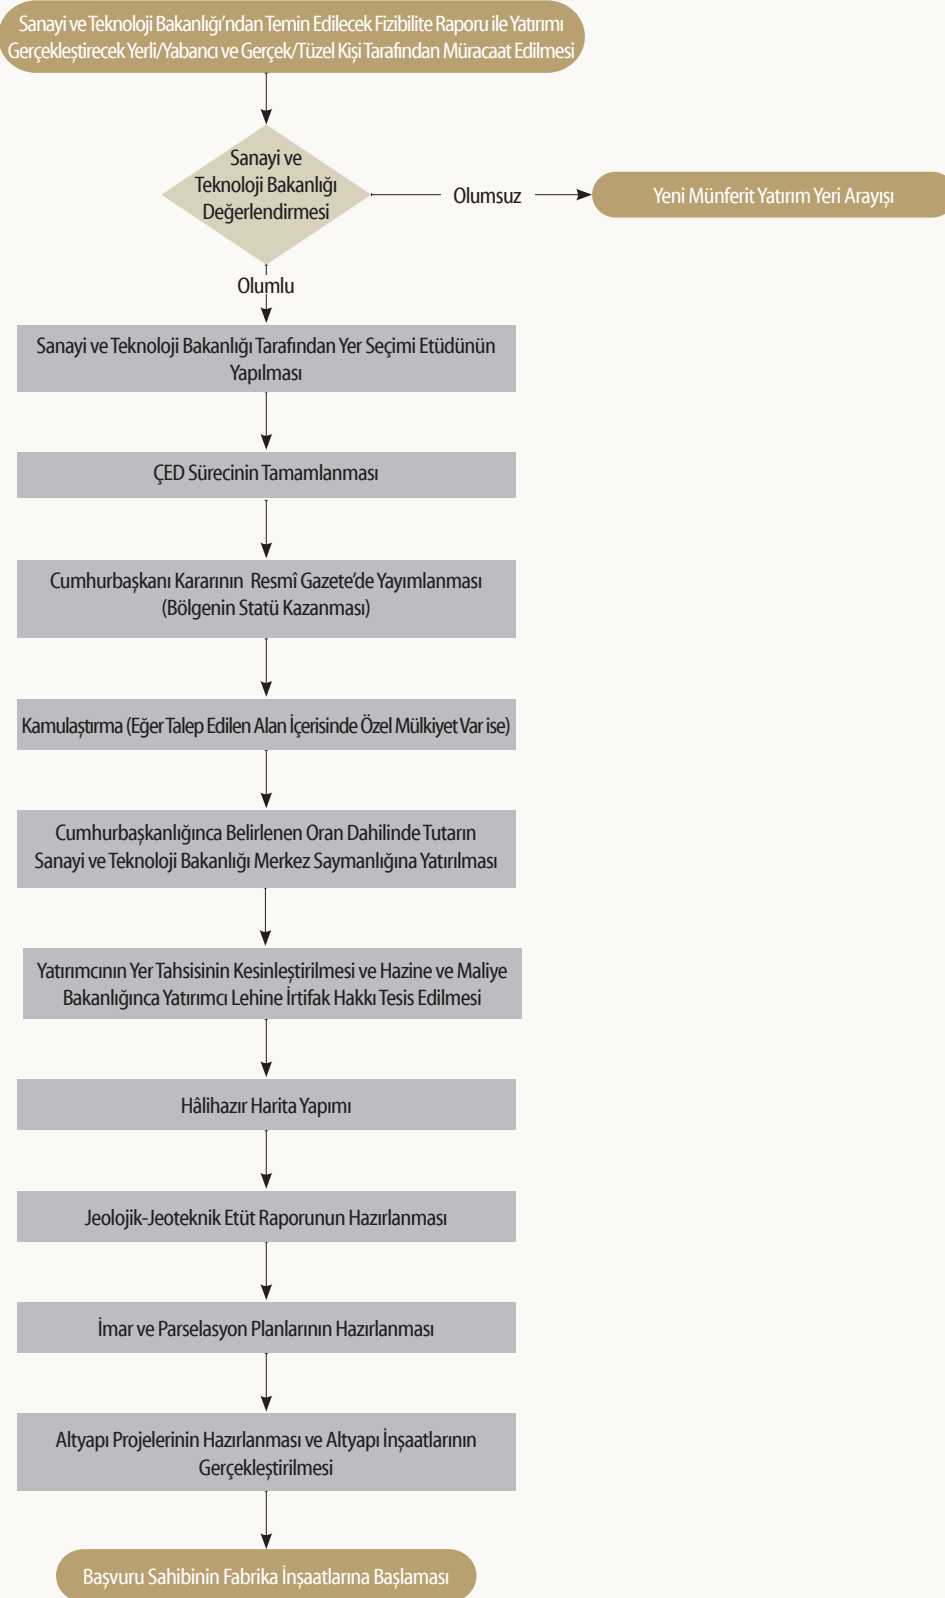 Sanayi ve Teknoloji Bakanlığı’ndan Temin Edilecek Fizibilite Raporu ile Yatırımı
Gerçekleştirecek Yerli/Yabancı ve Gerçek/Tüzel Kişi Tarafından Müracaat Edilmesi
Sanayi ve
Teknoloji Bakanlığı
Değerlendirmesi
Olumsuz
Yeni Münferit Yatırım Yeri Arayışı
Olumlu
Sanayi ve Teknoloji Bakanlığı Tarafından Yer Seçimi Etüdünün
Yapılması
ÇED Sürecinin Tamamlanması
Cumhurbaşkanı Kararının Resmî Gazete’de Yayımlanması
(Bölgenin Statü Kazanması)
Kamulaştırma (Eğer Talep Edilen Alan İçerisinde Özel Mülkiyet Var ise)
Cumhurbaşkanlığınca Belirlenen Oran Dahilinde Tutarın
Sanayi ve Teknoloji Bakanlığı Merkez Saymanlığına Yatırılması
Yatırımcının Yer Tahsisinin Kesinleştirilmesi ve Hazine ve Maliye
Bakanlığınca Yatırımcı Lehine İrtifak Hakkı Tesis Edilmesi
Hâlihazır Harita Yapımı
Jeolojik-Jeoteknik Etüt Raporunun Hazırlanması
İmar ve Parselasyon Planlarının Hazırlanması
Altyapı Projelerinin Hazırlanması ve Altyapı İnşaatlarının
Gerçekleştirilmesi
Başvuru Sahibinin Fabrika İnşaatlarına Başlaması